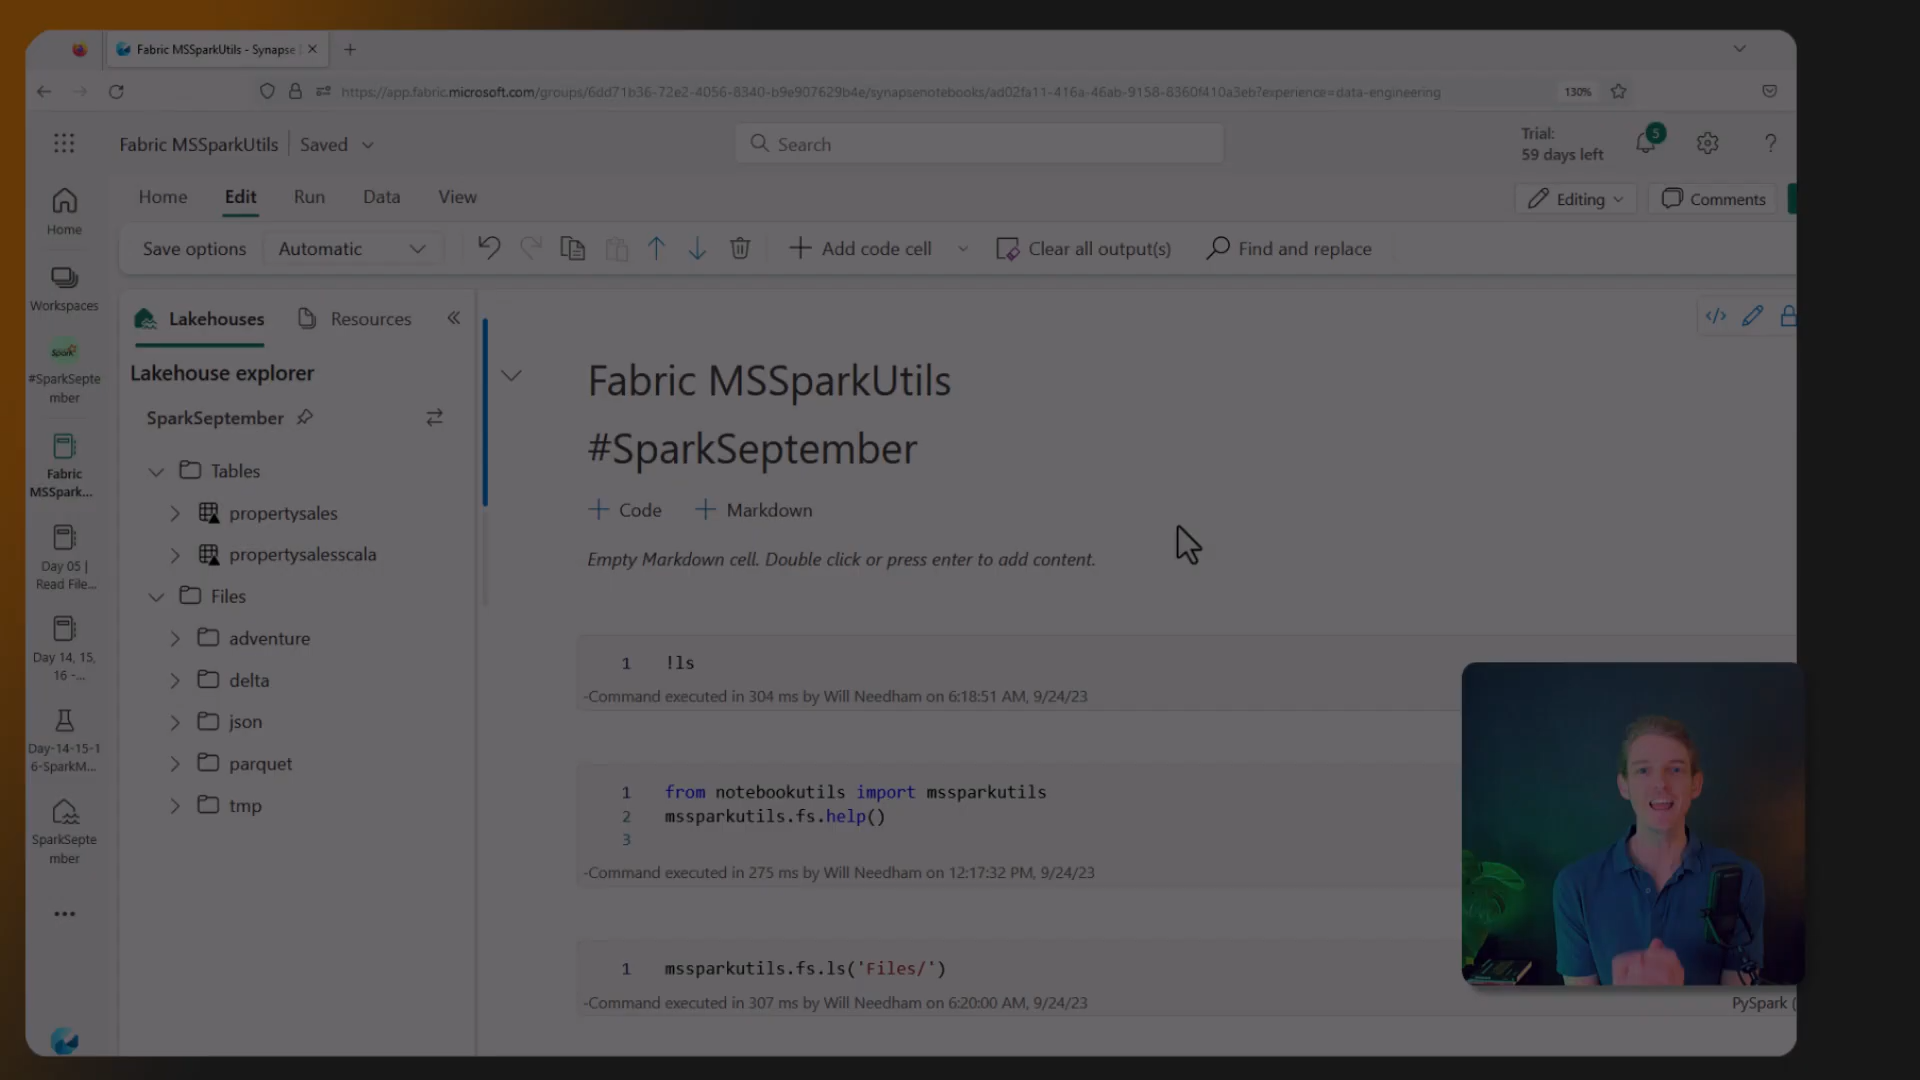 Fabric MSSparkUtils - Synapse
https://app.fabric.microsoft.com/groups/6dd71b36-72e2-4056-8340-b9e907629b4e/synapsenotebooks/ad02fa11-416a-46ab-9158-8360f410a3eb?experience=data-engineering
130%
Fabric MSSparkUtils
Saved
Search
Trial:
59 days left
5
?
Home
Edit
Run
Data
View
Editing
Comments
Save options
Automatic
Add code cell
Clear all output(s)
Find and replace
Home
Workspaces
Spark
#SparkSepte
mber
Fabric
MSSpark...
Day 05 |
Read File...
Day 14, 15,
16 -...
Day-14-15-1
6-SparkM...
SparkSepte
mber
Lakehouses
Resources
Lakehouse explorer
SparkSeptember
Tables
propertysales
propertysalesscala
Files
adventure
delta
json
parquet
tmp
Fabric MSSparkUtils
#SparkSeptember
+ Code
+ Markdown
Empty Markdown cell. Double click or press enter to add content.
1 !ls
-Command executed in 304 ms by Will Needham on 6:18:51 AM, 9/24/23
1 from notebookutils import mssparkutils
2 mssparkutils.fs.help()
3
-Command executed in 275 ms by Will Needham on 12:17:32 PM, 9/24/23
1 mssparkutils.fs.ls('Files/')
-Command executed in 307 ms by Will Needham on 6:20:00 AM, 9/24/23
PySpark (